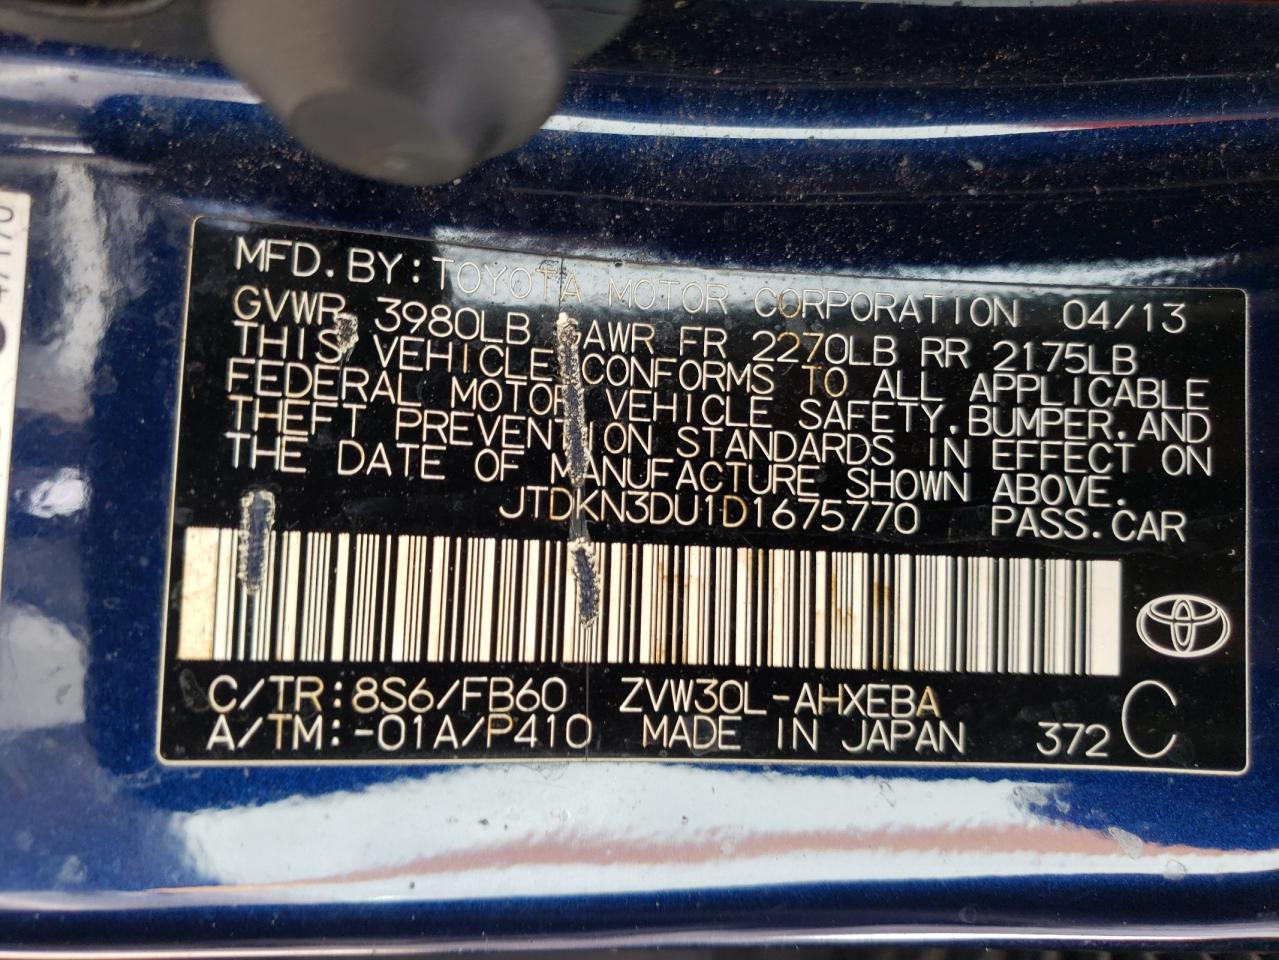 MFD. BY: TOYOTA MOTOR CORPORATION 04/13
GVWR 3980LB GAWR FR 2270LB RR 2175LB
THIS VEHICLE CONFORMS TO ALL APPLICABLE
FEDERAL MOTOR VEHICLE SAFETY, BUMPER, AND
THEFT PREVENTION STANDARDS IN EFFECT ON
THE DATE OF MANUFACTURE SHOWN ABOVE.
JTDKN3DU1D1675770 PASS. CAR
C/TR: 8S6/FB60 ZVW30L-AHXEBA
A/TM: -01A/P410 MADE IN JAPAN 372 C